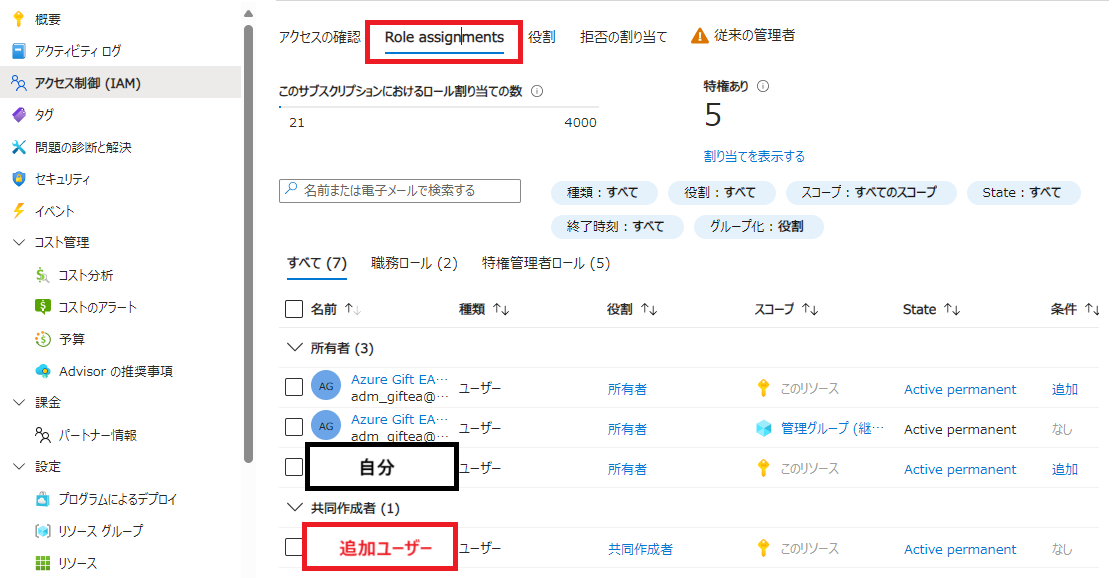 概要
アクティビティ ログ
アクセス制御 (IAM)
タグ
問題の診断と解決
セキュリティ
イベント
コスト管理
コスト分析
コストのアラート
予算
Advisor の推奨事項
課金
パートナー情報
設定
プログラムによるデプロイ
リソース グループ
リソース
アクセスの確認 Role assignments 役割 拒否の割り当て 従来の管理者
このサブスクリプションにおけるロール割り当ての数
21 4000
特権あり
5
割り当てを表示する
名前または電子メールで検索する
種類 : すべて 役割 : すべて スコープ : すべてのスコープ State : すべて
終了時刻 : すべて グループ化 : 役割
すべて (7) 職務ロール (2) 特権管理者ロール (5)
名前 種類 役割 スコープ State 条件
所有者 (3)
AG Azure Gift EA… ユーザー 所有者 このリソース Active permanent 追加
adm_giftea@…
AG Azure Gift EA… ユーザー 所有者 管理グループ (継… Active permanent なし
adm_giftea@…
自分 ユーザー 所有者 このリソース Active permanent 追加
共同作成者 (1)
追加ユーザー ユーザー 共同作成者 このリソース Active permanent なし